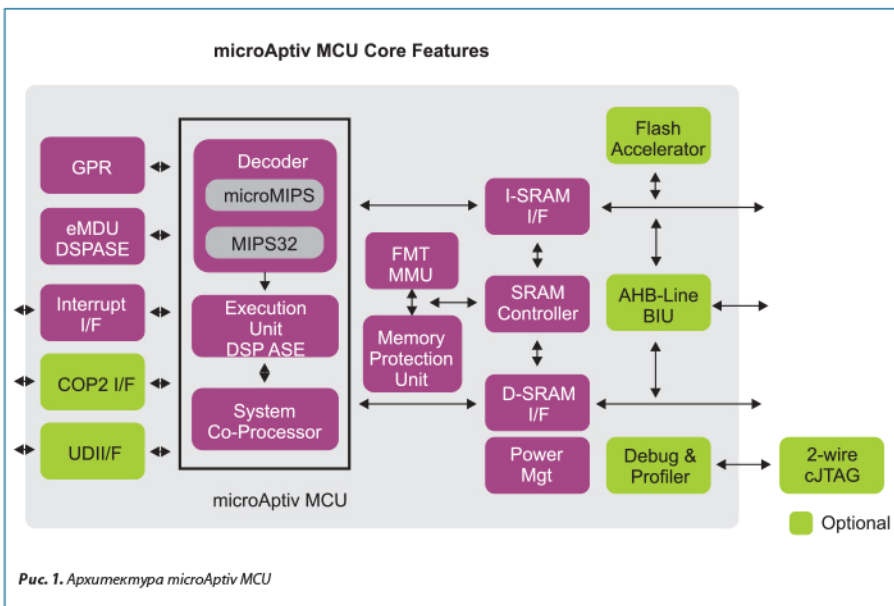 microAptiv MCU Core Features
GPR
eMDU
DSPASE
Interrupt
I/F
COP2 I/F
UDII/F
Decoder
microMIPS
MIPS32
Execution
Unit
DSP ASE
System
Co-Processor
microAptiv MCU
FMT
MMU
Memory
Protection
Unit
I-SRAM
I/F
SRAM
Controller
D-SRAM
I/F
Power
Mgt
Flash
Accelerator
AHB-Line
BIU
Debug &
Profiler
2-wire
cJTAG
Optional
Рис. 1. Архитектура microAptiv MCU